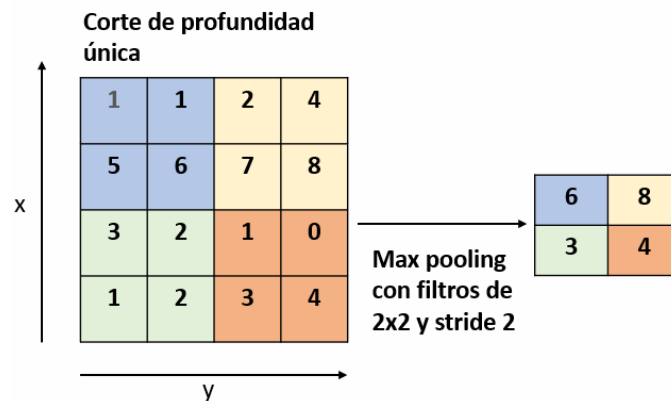 Corte de profundidad
única
1 1 2 4
5 6 7 8
x
3 2 1 0
1 2 3 4
y
6 8
3 4
Max pooling
con filtros de
2x2 y stride 2